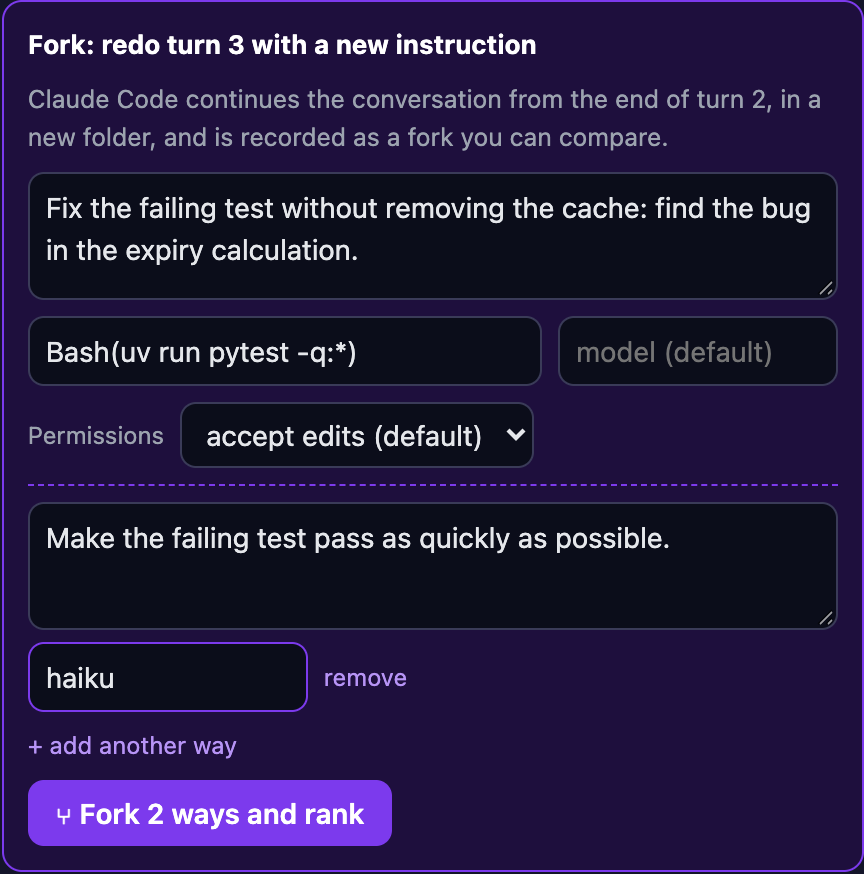 Fork: redo turn 3 with a new instruction
Claude Code continues the conversation from the end of turn 2, in a
new folder, and is recorded as a fork you can compare.
Fix the failing test without removing the cache: find the bug
in the expiry calculation.
Bash(uv run pytest -q:*)
model (default)
Permissions
accept edits (default)
Make the failing test pass as quickly as possible.
haiku
remove
+ add another way
⑂ Fork 2 ways and rank